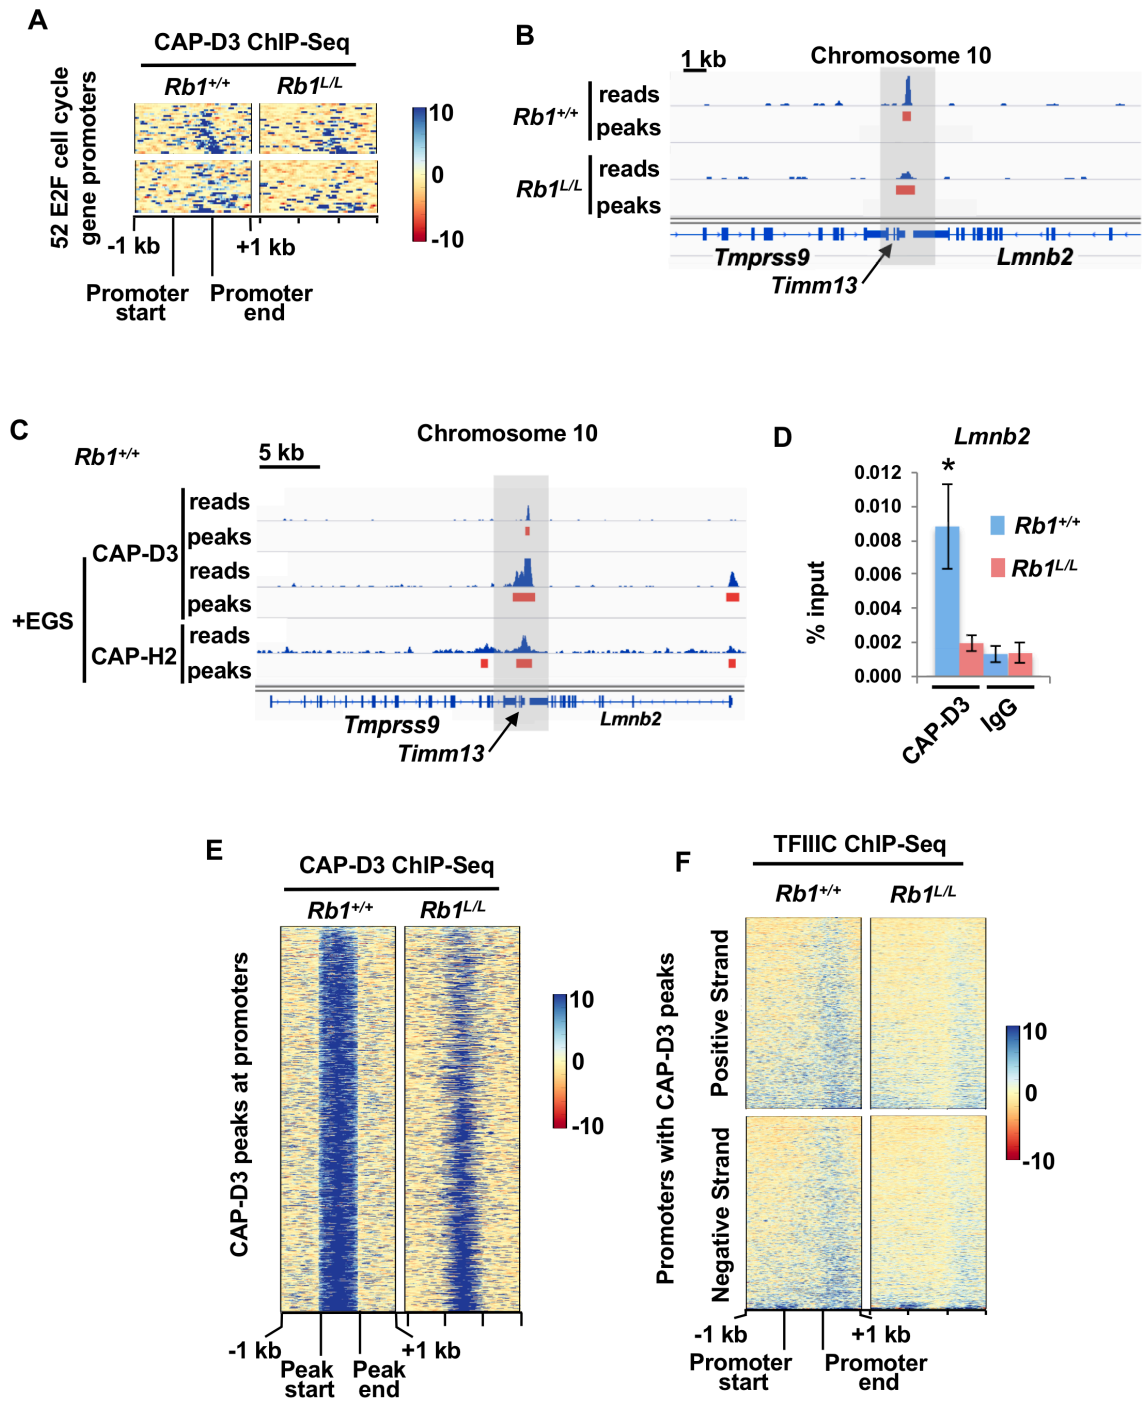 A
CAP-D3 ChIP-Seq
Rb1+/+
Rb1L/L
52 E2F cell cycle
gene promoters
10
0
-10
-1 kb
+1 kb
Promoter
start
Promoter
end
B
1 kb
Chromosome 10
Rb1+/+
reads
peaks
Rb1L/L
reads
peaks
Tmprss9
Lmnb2
Timm13
C
Rb1+/+
5 kb
Chromosome 10
reads
peaks
CAP-D3
reads
peaks
+EGS
reads
CAP-H2
peaks
Tmprss9
Lmnb2
Timm13
D
Lmnb2
*
0.012
0.010
0.008
0.006
0.004
0.002
0.000
% input
Rb1+/+
Rb1L/L
CAP-D3
IgG
E
CAP-D3 ChIP-Seq
Rb1+/+
Rb1L/L
CAP-D3 peaks at promoters
10
0
-10
-1 kb
+1 kb
Peak
start
Peak
end
F
TFIIIC ChIP-Seq
Rb1+/+
Rb1L/L
Promoters with CAP-D3 peaks
Positive Strand
Negative Strand
10
0
-10
-1 kb
+1 kb
Promoter
start
Promoter
end